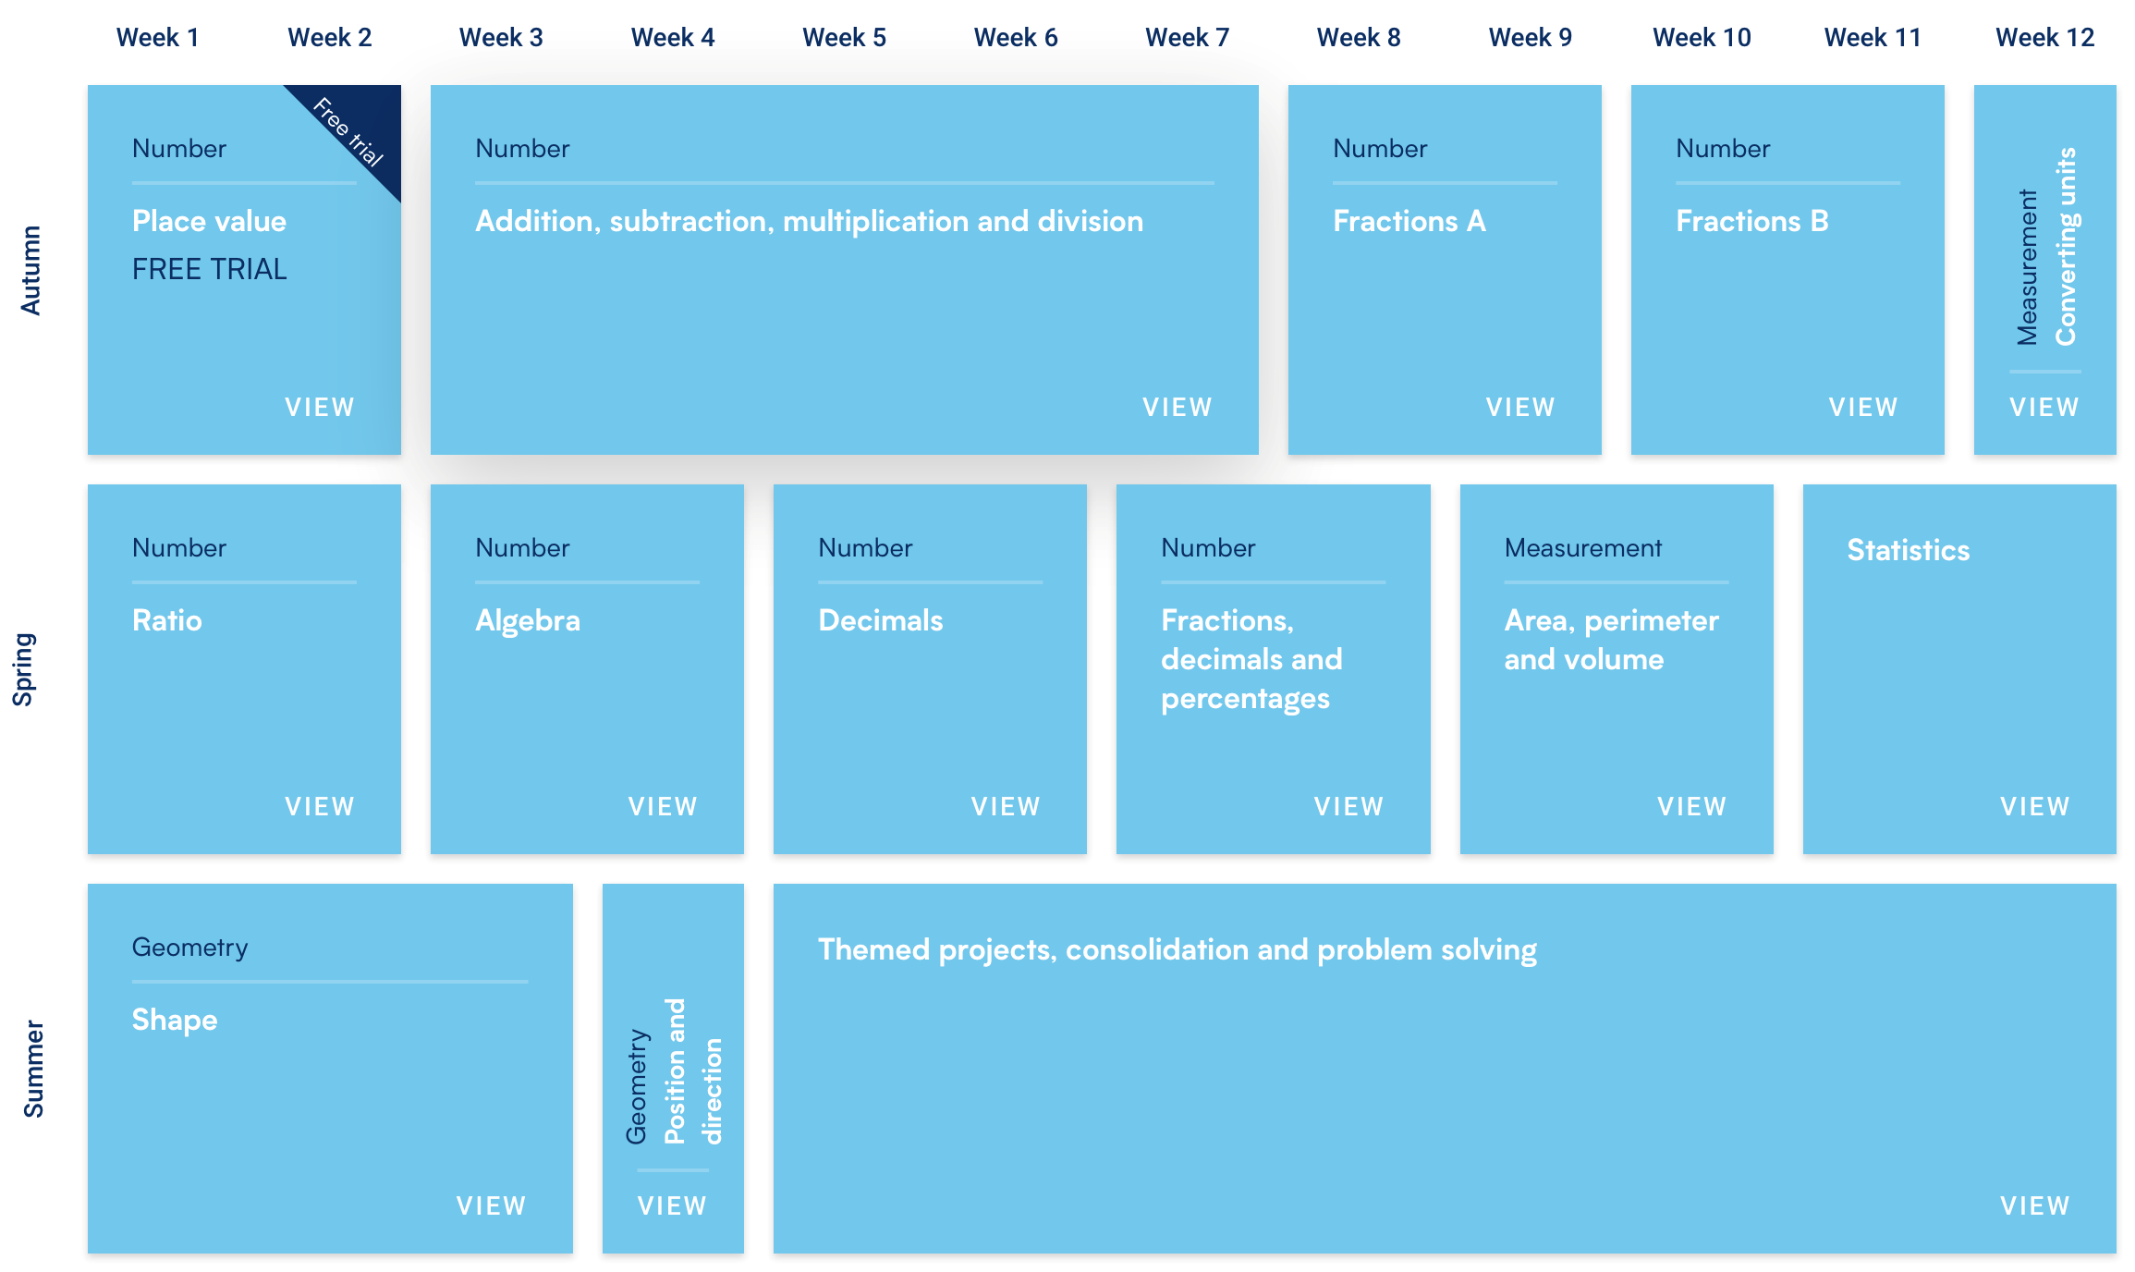 Week 1 Week 2 Week 3 Week 4 Week 5 Week 6 Week 7 Week 8 Week 9 Week 10 Week 11 Week 12
Autumn
Number
Free trial
Place value
FREE TRIAL
VIEW
Number
Addition, subtraction, multiplication and division
VIEW
Number
Fractions A
VIEW
Number
Fractions B
VIEW
Measurement
Converting units
VIEW
Spring
Number
Ratio
VIEW
Number
Algebra
VIEW
Number
Decimals
VIEW
Number
Fractions,
decimals and
percentages
VIEW
Measurement
Area, perimeter
and volume
VIEW
Statistics
VIEW
Summer
Geometry
Shape
VIEW
Geometry
Position and
direction
VIEW
Themed projects, consolidation and problem solving
VIEW